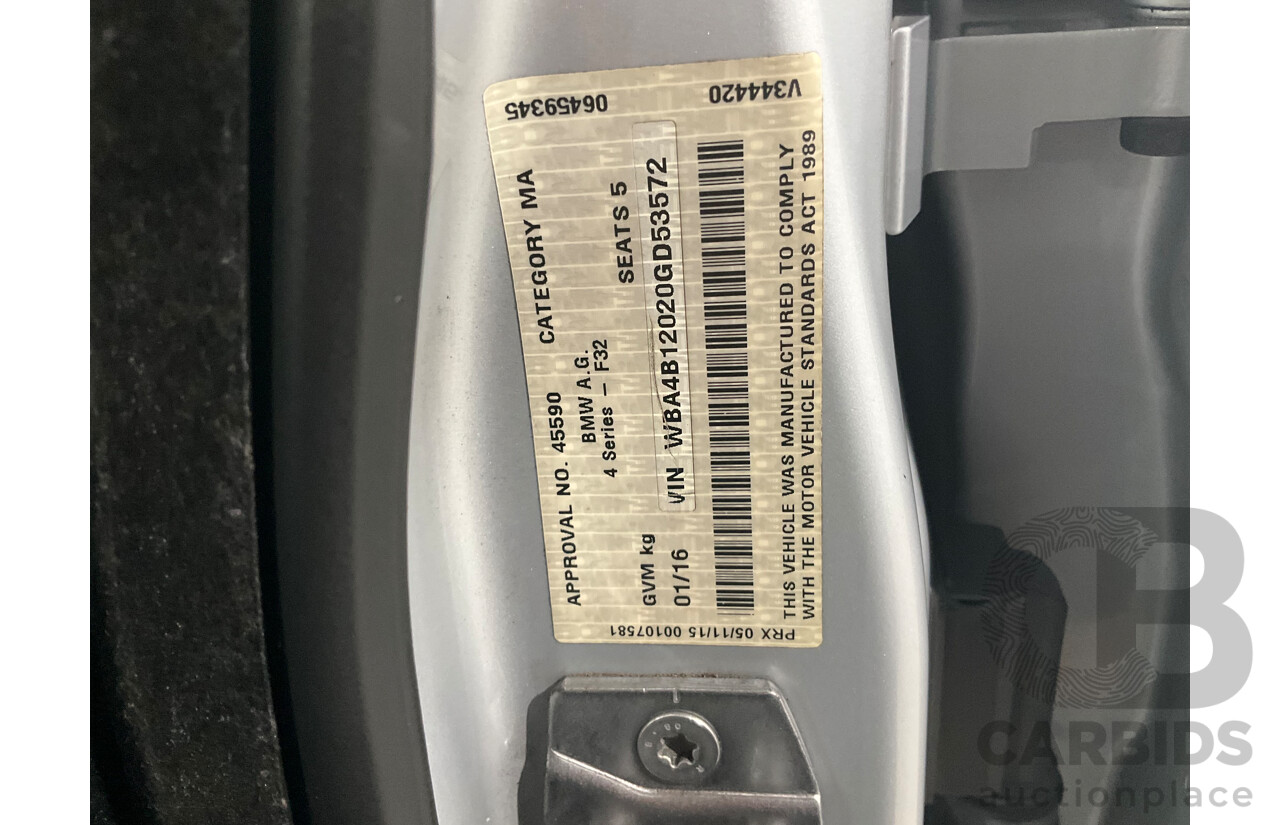 06459345
V344420
APPROVAL NO. 45590 CATEGORY MA
BMW A.G.
4 Series - F32 SEATS 5
GVM kg
01/16 VIN WBA4B12020GD53572
THIS VEHICLE WAS MANUFACTURED TO COMPLY
WITH THE MOTOR VEHICLE STANDARDS ACT 1989
PRX 05/11/15 00107581
CB
CARBIDS
auctionplace